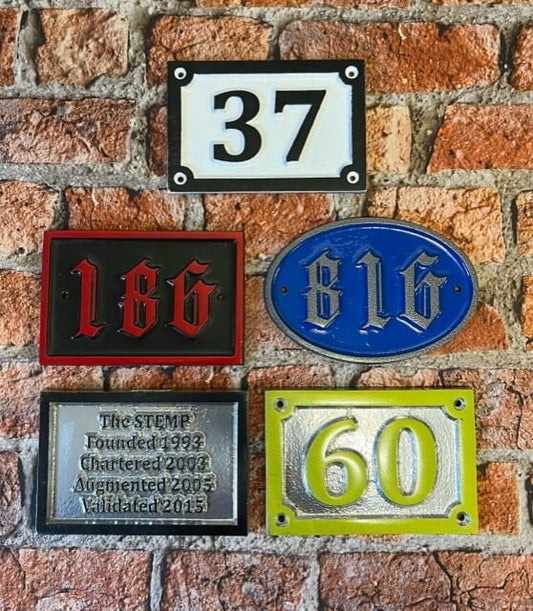 37
186
816
The STEMP
Founded 1993
Chartered 2003
Augmented 2005
Validated 2015
60